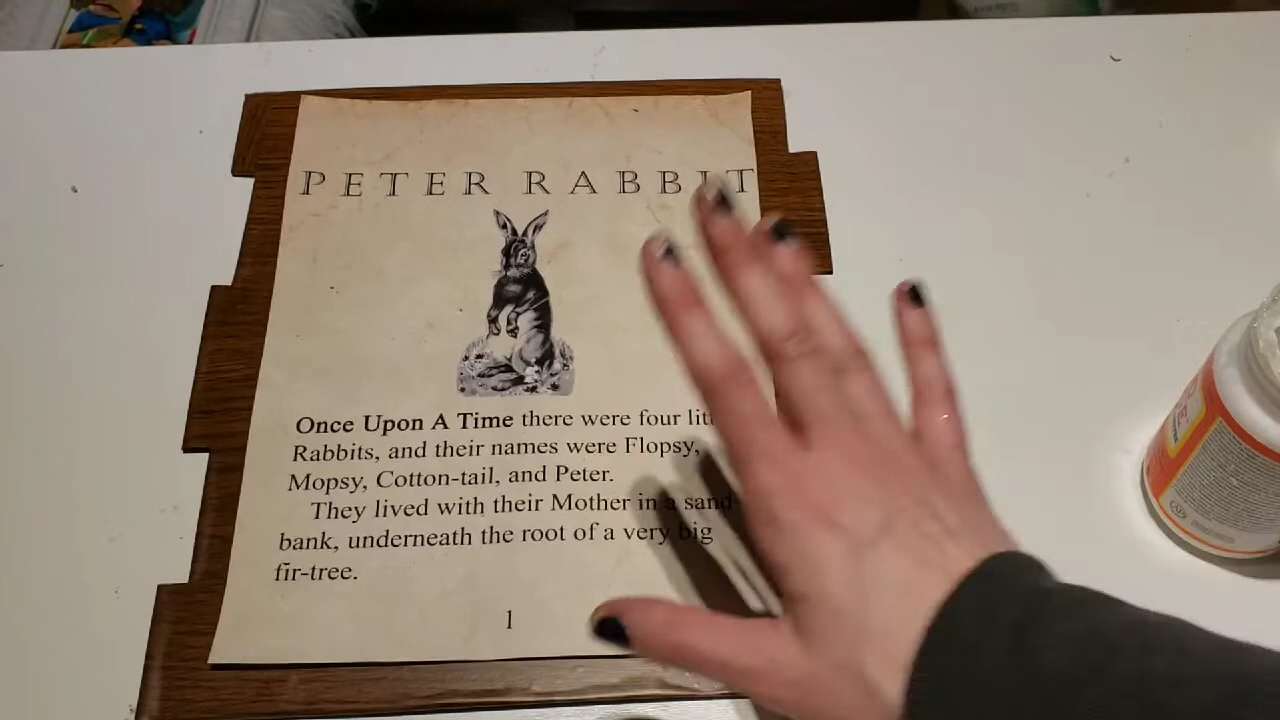 PETER RABBIT
Once Upon A Time there were four
Rabbits, and their names were Flopsy,
Mopsy, Cotton-tail, and Peter.
They lived with their Mother in a sand
bank, underneath the root of a very big
fir-tree.
1